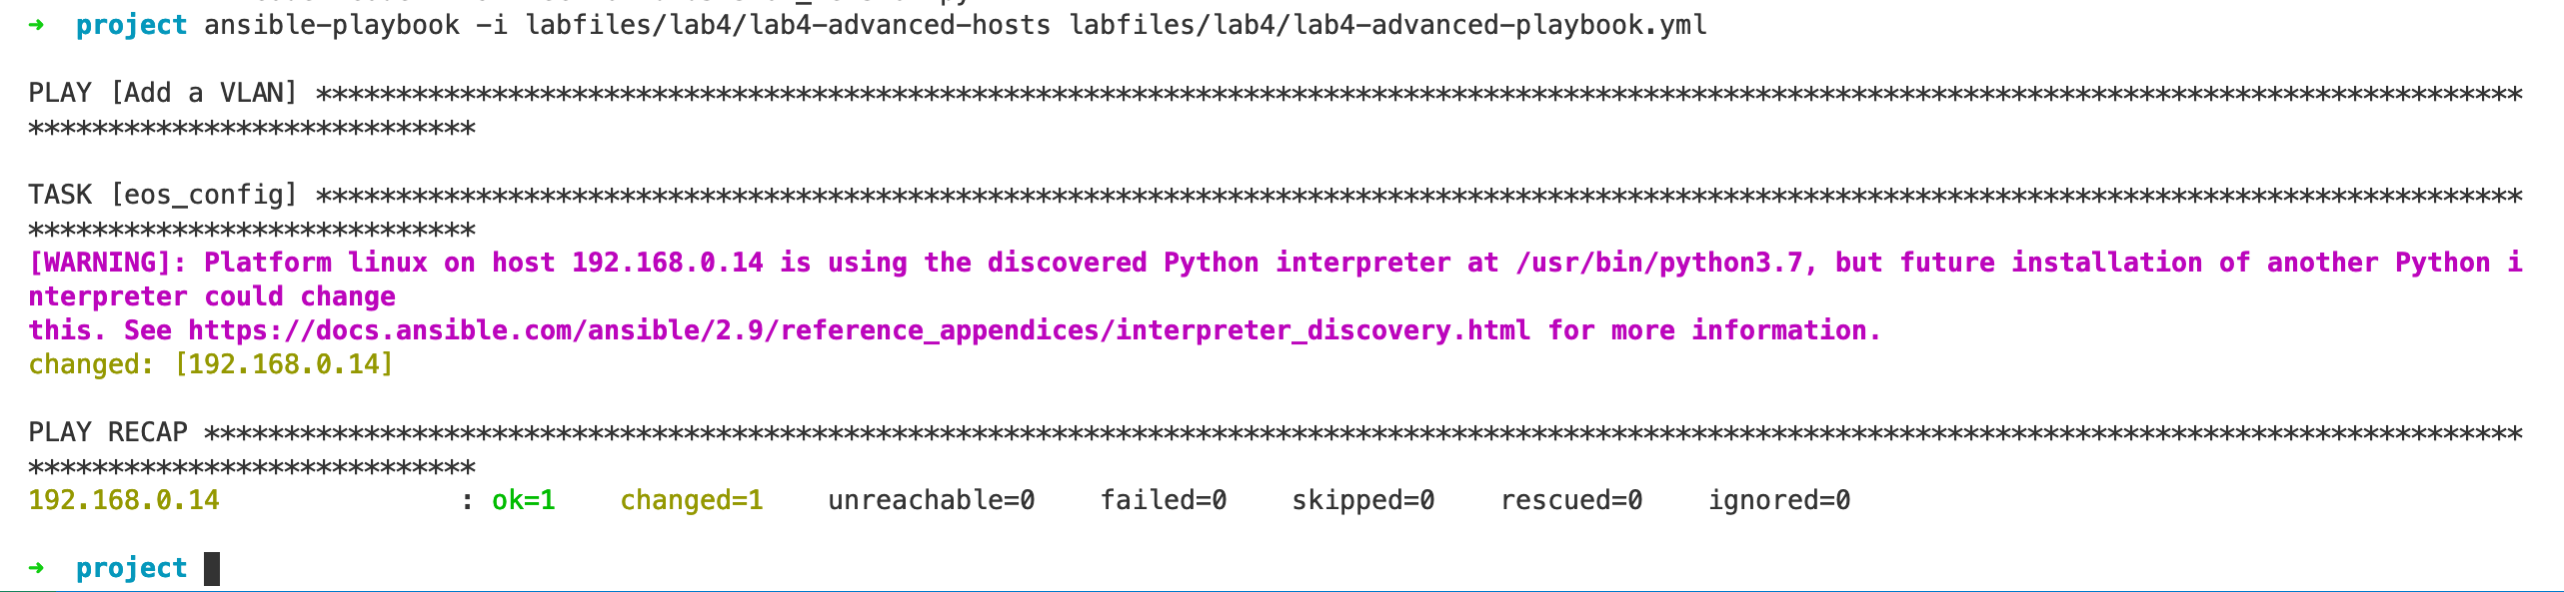 ➜  project ansible-playbook -i labfiles/lab4/lab4-advanced-hosts labfiles/lab4/lab4-advanced-playbook.yml
PLAY [Add a VLAN] ******************************************************************************************************************************************
****************************
TASK [eos_config] ******************************************************************************************************************************************
****************************
[WARNING]: Platform linux on host 192.168.0.14 is using the discovered Python interpreter at /usr/bin/python3.7, but future installation of another Python i
nterpreter could change
this. See https://docs.ansible.com/ansible/2.9/reference_appendices/interpreter_discovery.html for more information.
changed: [192.168.0.14]
PLAY RECAP *************************************************************************************************************************************************
****************************
192.168.0.14               : ok=1    changed=1    unreachable=0    failed=0    skipped=0    rescued=0    ignored=0
➜  project